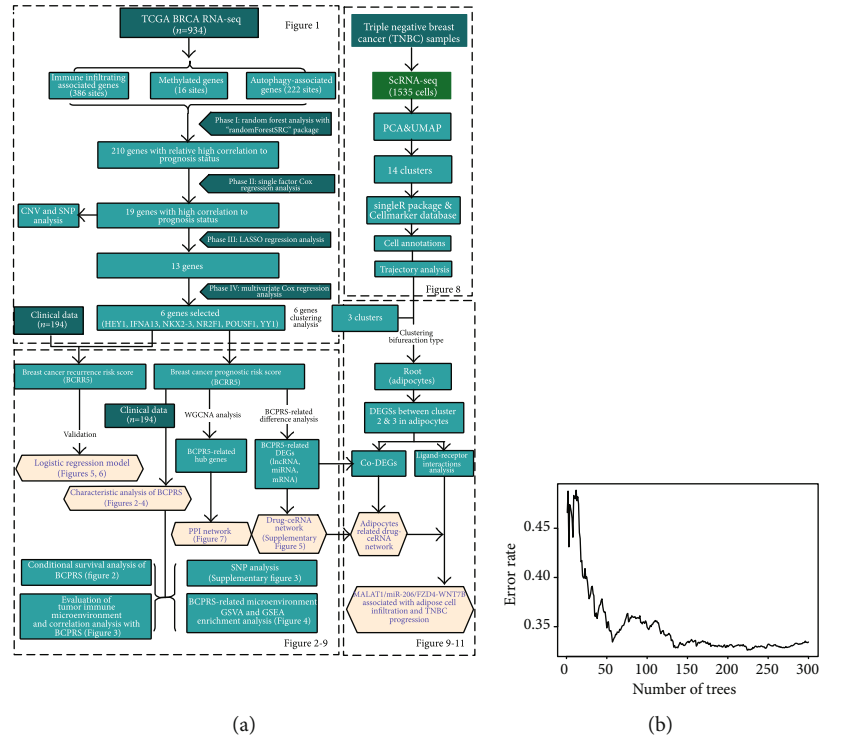 TCGA BRCA RNA-seq
(n=934)
Figure 1
Immune infiltrating
associated genes
(386 sites)
Methylated genes
(16 sites)
Autophagy-associated
genes (222 sites)
Phase I: random forest analysis with
"randomForestSRC" package
210 genes with relative high correlation to
prognosis status
Phase II: single factor Cox
regression analysis
CNV and SNP
analysis
19 genes with high correlation to
prognosis status
Phase III: LASSO regression analysis
13 genes
Phase IV: multivariate Cox regression
analysis
Clinical data
(n=194)
6 genes selected
(HEY1, IFNA13, NKX2-3, NR2F1, POUSF1, YY1)
6 genes
clustering
analysis
Triple negative breast
cancer (TNBC) samples
ScRNA-seq
(1535 cells)
PCA&UMAP
14 clusters
singleR package &
Cellmarker database
Cell annotations
Trajectory analysis
Figure 8
Breast cancer recurrence risk score
(BCRR5)
Breast cancer prognostic risk score
(BCRR5)
Clinical data
(n=194)
WGCNA analysis
BCPRS-related
difference analysis)
Validation
BCPR5-related
hub genes
BCPR5-related
DEGs
(lncRNA,
miRNA,
mRNA)
Logistic regression model
(Figures 5, 6)
Characteristic analysis of BCPRS
(Figures 2-4)
PPI network
(Figure 7)
Drug-ceRNA
network
(Supplementary
Figure 5)
Conditional survival analysis of
BCPRS (figure 2)
SNP analysis
(Supplementary figure 3)
Evaluation of
tumor immune
microenvironment
and correlation analysis with
BCPRS (Figure 3)
BCPRS-related microenvironment
GSVA and GSEA
enrichment analysis (Figure 4)
Figure 2-9
3 clusters
Clustering
bifureaction type
Root
(adipocytes)
DEGSs between cluster
2 & 3 in adipocytes
Co-DEGs
Ligand-receptor
interactions
analysis
Adipocytes
related drug-
ceRNA
network
MALAT1/miR-206/FZD4-WNT7B
associated with adipose cell
infiltration and TNBC
progression
Figure 9-11
(a)
Error rate
0.45
0.40
0.35
0
50
100
150
200
250
300
Number of trees
(b)